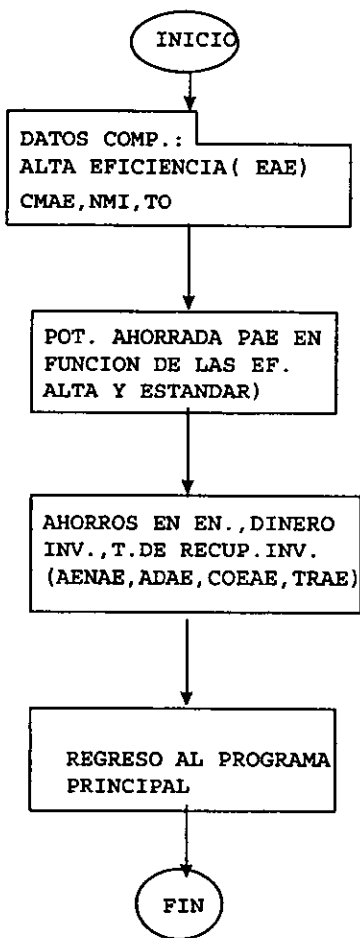 INICIO
DATOS COMP.:
ALTA EFICIENCIA( EAE)
CMAE,NMI,TO
POT. AHORRADA PAE EN
FUNCION DE LAS EF.
ALTA Y ESTANDAR)
AHORROS EN EN.,DINERO
INV.,T.DE RECUP.INV.
(AENAE,ADAE,COEAE,TRAE)
REGRESO AL PROGRAMA
PRINCIPAL
FIN